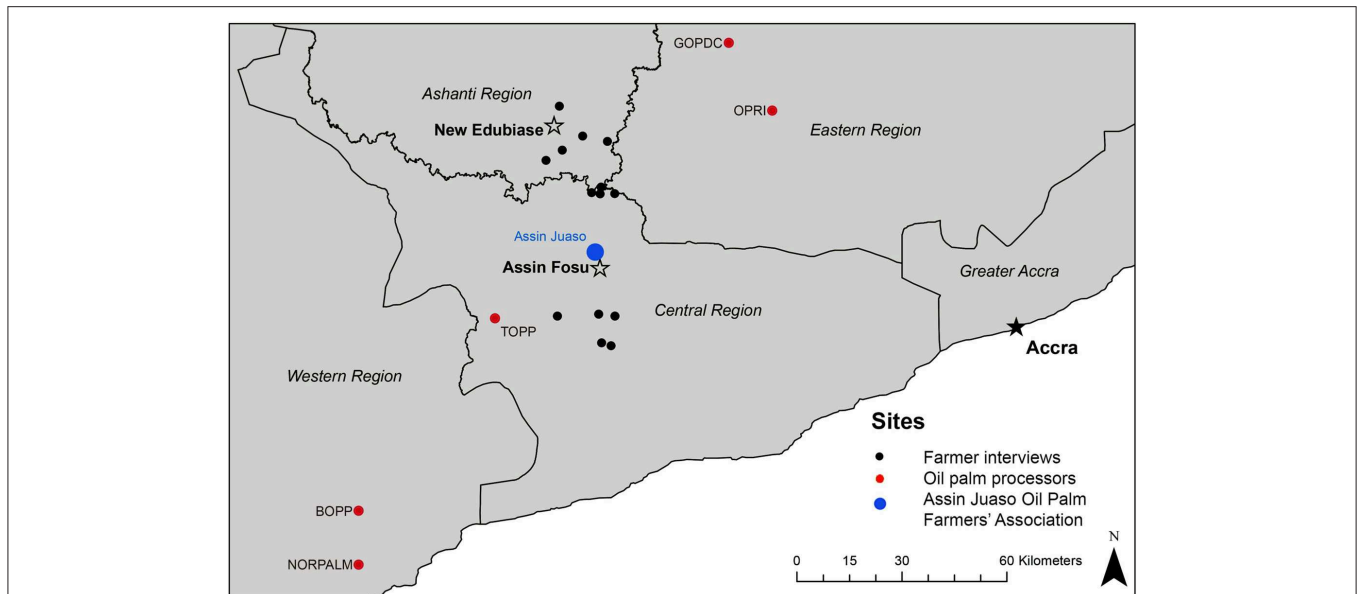 GOPDC
Ashanti Region
OPRI
New Edubiase
Eastern Region
Assin Juaso
Assin Fosu
Greater Accra
Central Region
TOPP
Accra
Western Region
Sites
Farmer interviews
Oil palm processors
Assin Juaso Oil Palm
Farmers' Association
BOPP
NORPALM
N
0 15 30 60 Kilometers